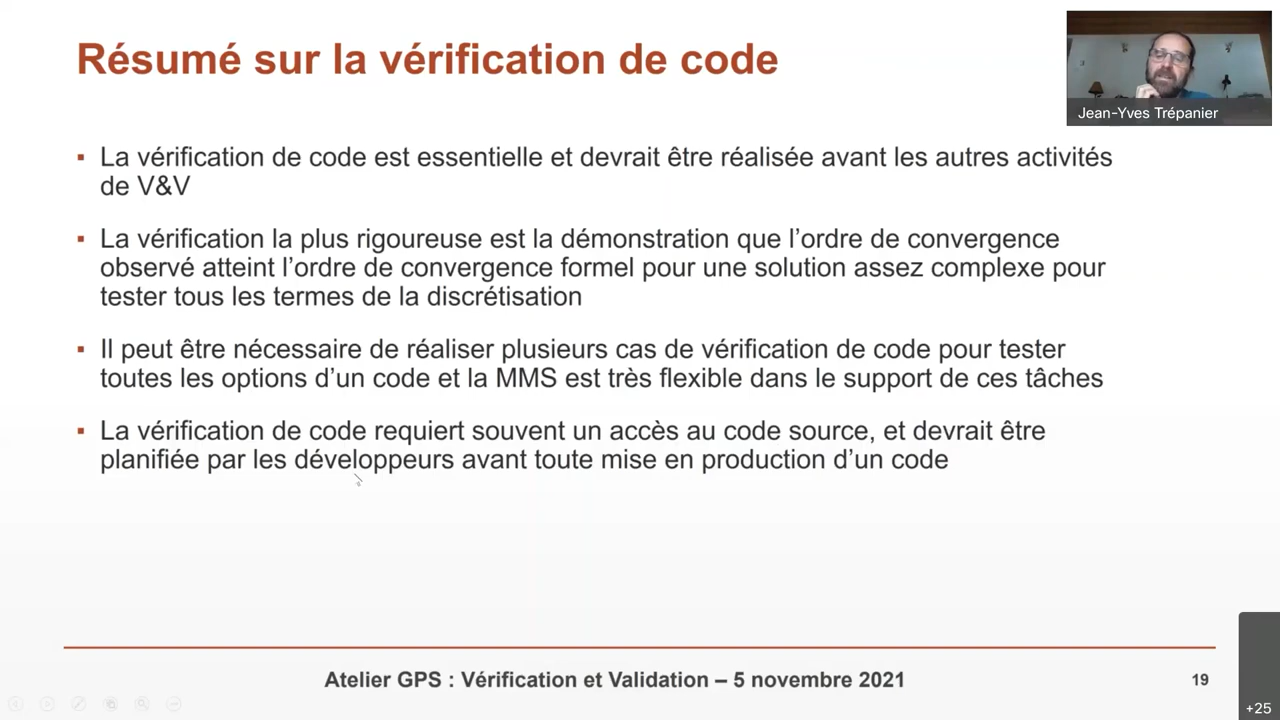 Résumé sur la vérification de code
Jean-Yves Trépanier
▪ La vérification de code est essentielle et devrait être réalisée avant les autres activités
de V&V
▪ La vérification la plus rigoureuse est la démonstration que l’ordre de convergence
observé atteint l’ordre de convergence formel pour une solution assez complexe pour
tester tous les termes de la discrétisation
▪ Il peut être nécessaire de réaliser plusieurs cas de vérification de code pour tester
toutes les options d’un code et la MMS est très flexible dans le support de ces tâches
▪ La vérification de code requiert souvent un accès au code source, et devrait être
planifiée par les développeurs avant toute mise en production d’un code
Atelier GPS : Vérification et Validation – 5 novembre 2021
19
+25